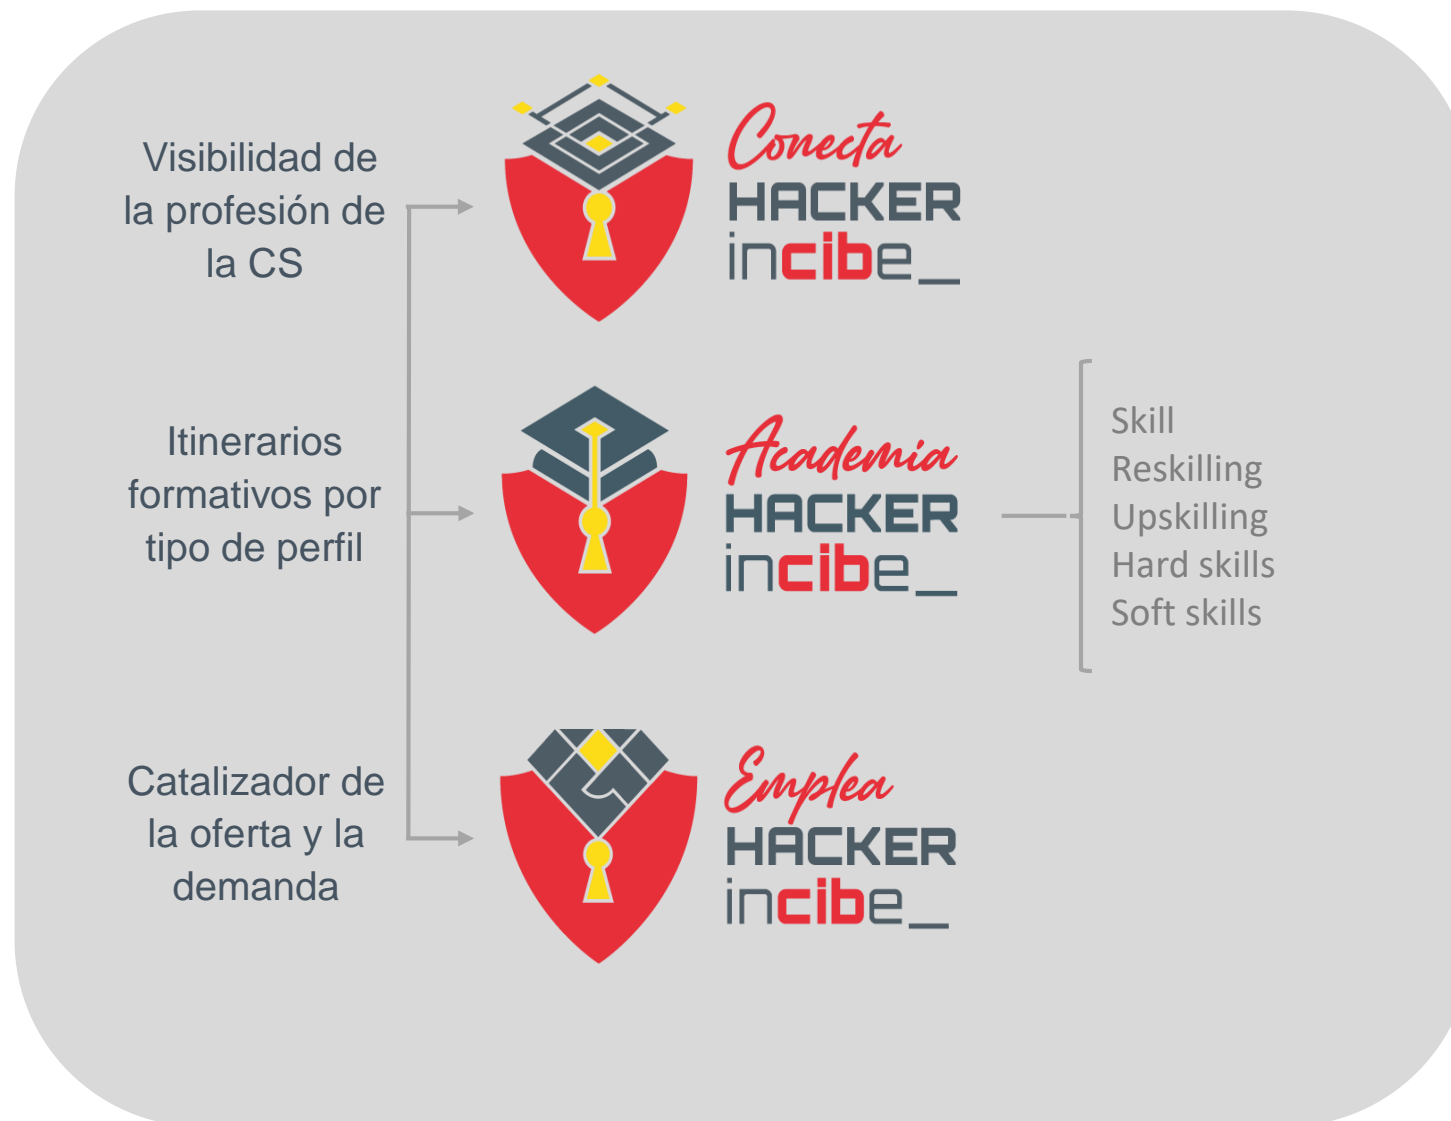 Visibilidad de
la profesión de
la CS
Conecta
HACKER
incibe_
Itinerarios
formativos por
tipo de perfil
Academia
HACKER
incibe_
Skill
Reskilling
Upskilling
Hard skills
Soft skills
Catalizador de
la oferta y la
demanda
Emplea
HACKER
incibe_